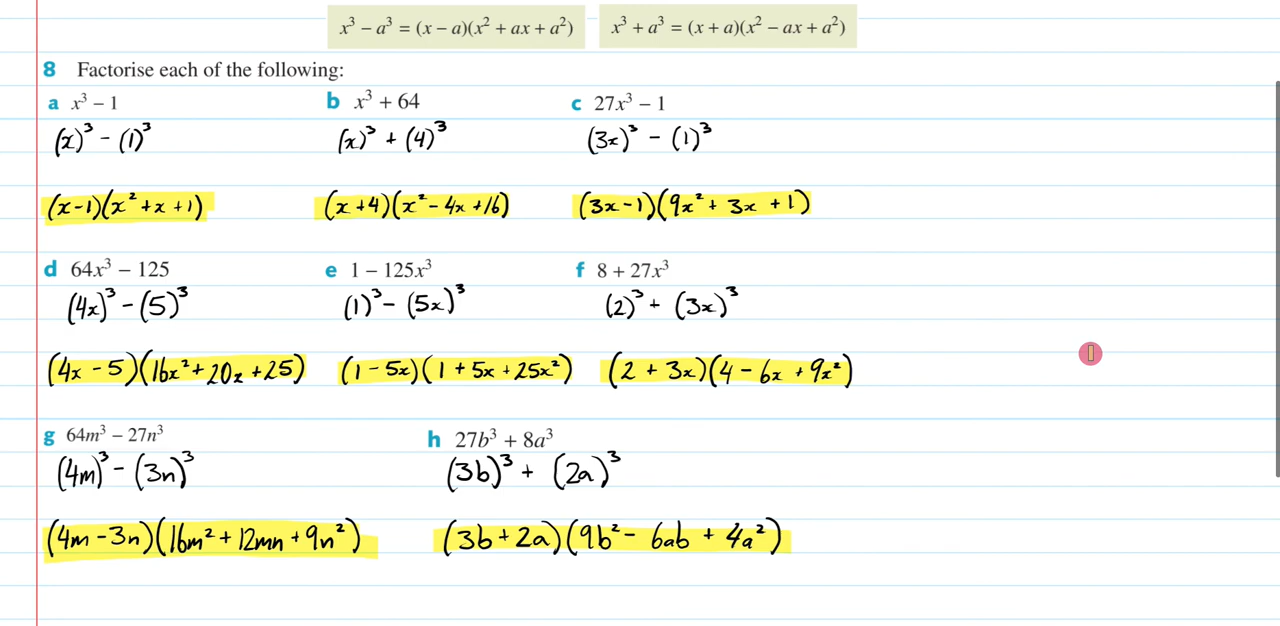 x³ − a³ = (x − a)(x² + ax + a²) x³ + a³ = (x + a)(x² − ax + a²)
8 Factorise each of the following:
a x³ − 1 b x³ + 64 c 27x³ − 1
(x)³ − (1)³ (x)³ + (4)³ (3x)³ − (1)³
(x−1)(x² + x + 1) (x+4)(x² − 4x + 16) (3x−1)(9x² + 3x + 1)
d 64x³ − 125 e 1 − 125x³ f 8 + 27x³
(4x)³ − (5)³ (1)³ − (5x)³ (2)³ + (3x)³
(4x − 5)(16x² + 20x + 25) (1 − 5x)(1 + 5x + 25x²) (2 + 3x)(4 − 6x + 9x²)
g 64m³ − 27n³ h 27b³ + 8a³
(4m)³ − (3n)³ (3b)³ + (2a)³
(4m − 3n)(16m² + 12mn + 9n²) (3b + 2a)(9b² − 6ab + 4a²)